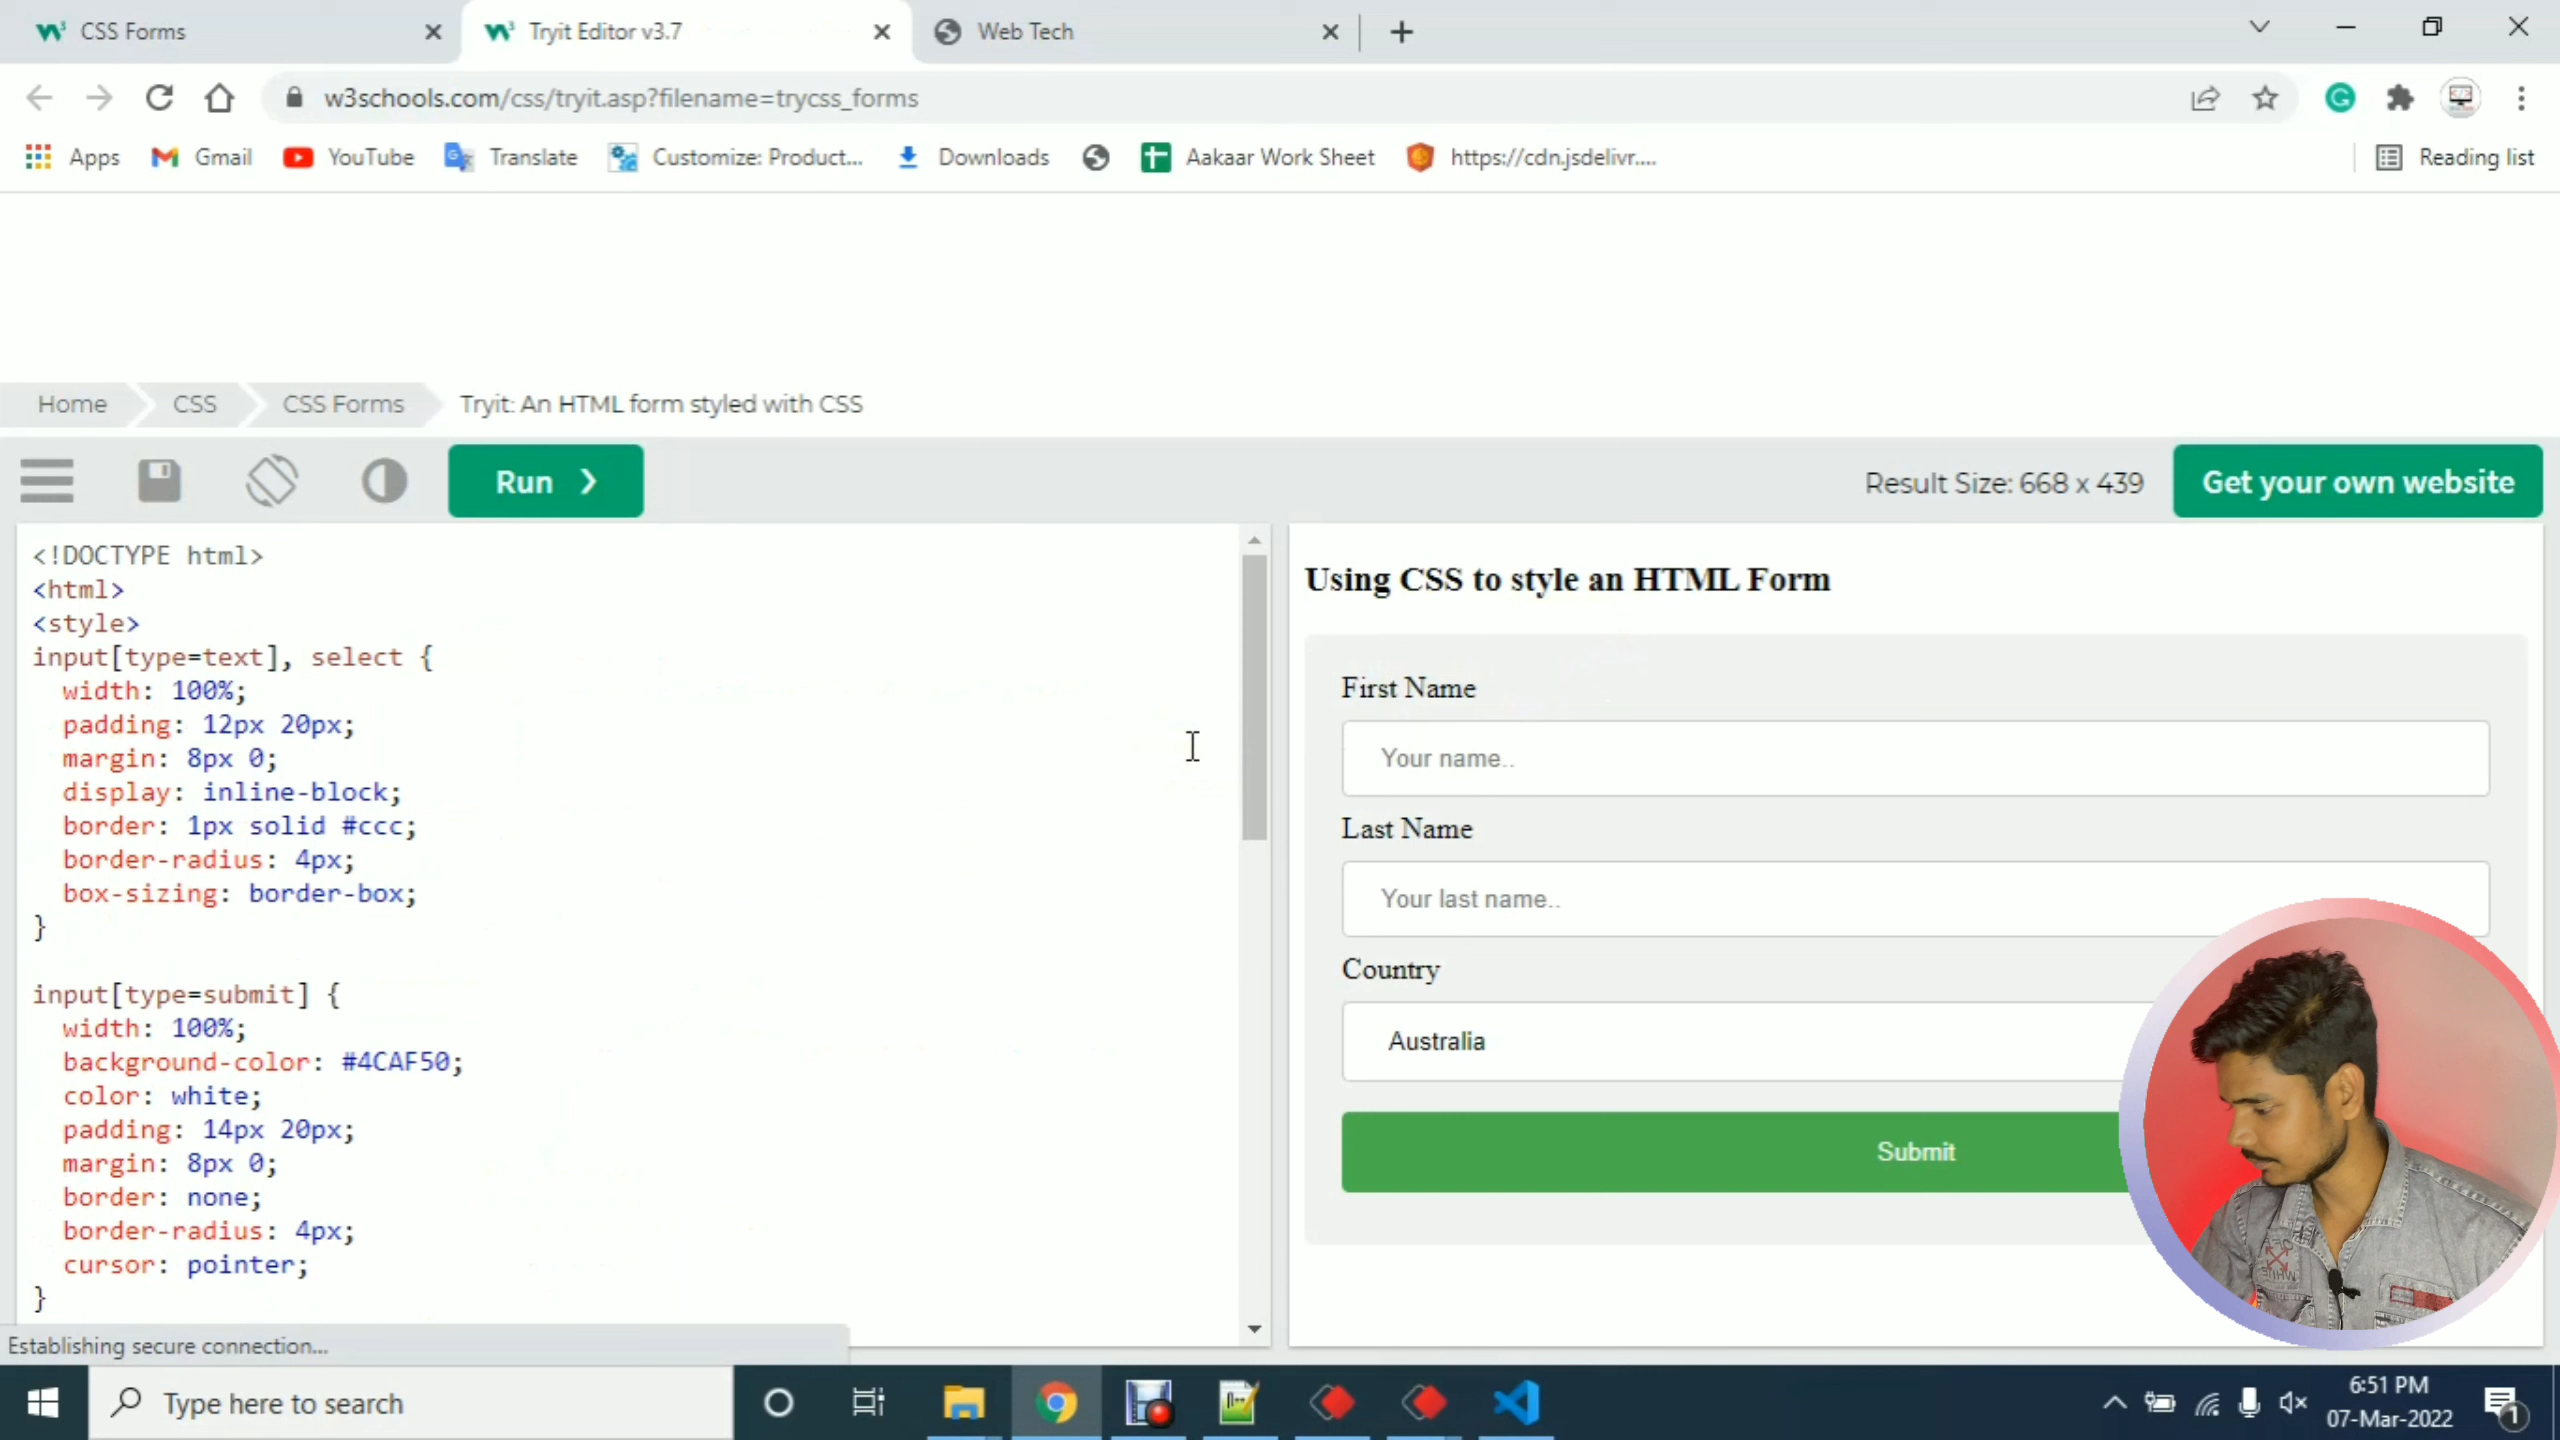 CSS Forms
Tryit Editor v3.7
Web Tech
w3schools.com/css/tryit.asp?filename=trycss_forms
Apps
Gmail
YouTube
Translate
Customize: Product...
Downloads
Aakaar Work Sheet
https://cdn.jsdelivr....
Reading list
Home
CSS
CSS Forms
Tryit: An HTML form styled with CSS
Run ❯
Result Size: 668 x 439
Get your own website
<!DOCTYPE html>
<html>
<style>
input[type=text], select {
  width: 100%;
  padding: 12px 20px;
  margin: 8px 0;
  display: inline-block;
  border: 1px solid #ccc;
  border-radius: 4px;
  box-sizing: border-box;
}
input[type=submit] {
  width: 100%;
  background-color: #4CAF50;
  color: white;
  padding: 14px 20px;
  margin: 8px 0;
  border: none;
  border-radius: 4px;
  cursor: pointer;
}
Using CSS to style an HTML Form
First Name
Your name..
Last Name
Your last name..
Country
Australia
Submit
Establishing secure connection...
Type here to search
6:51 PM
07-Mar-2022
1